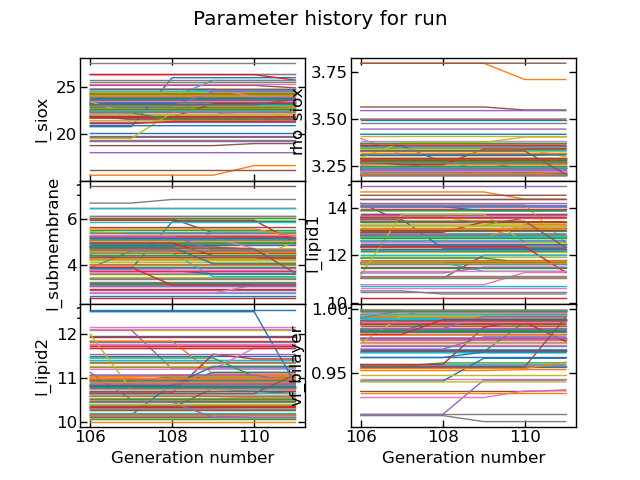 Parameter history for run
25
20
l_siox
3.75
3.50
3.25
rho_siox
6
4
l_submembrane
14
12
10
l_lipid1
12
11
10
l_lipid2
1.00
0.95
vf_bilayer
106 108 110
106 108 110
Generation number
Generation number